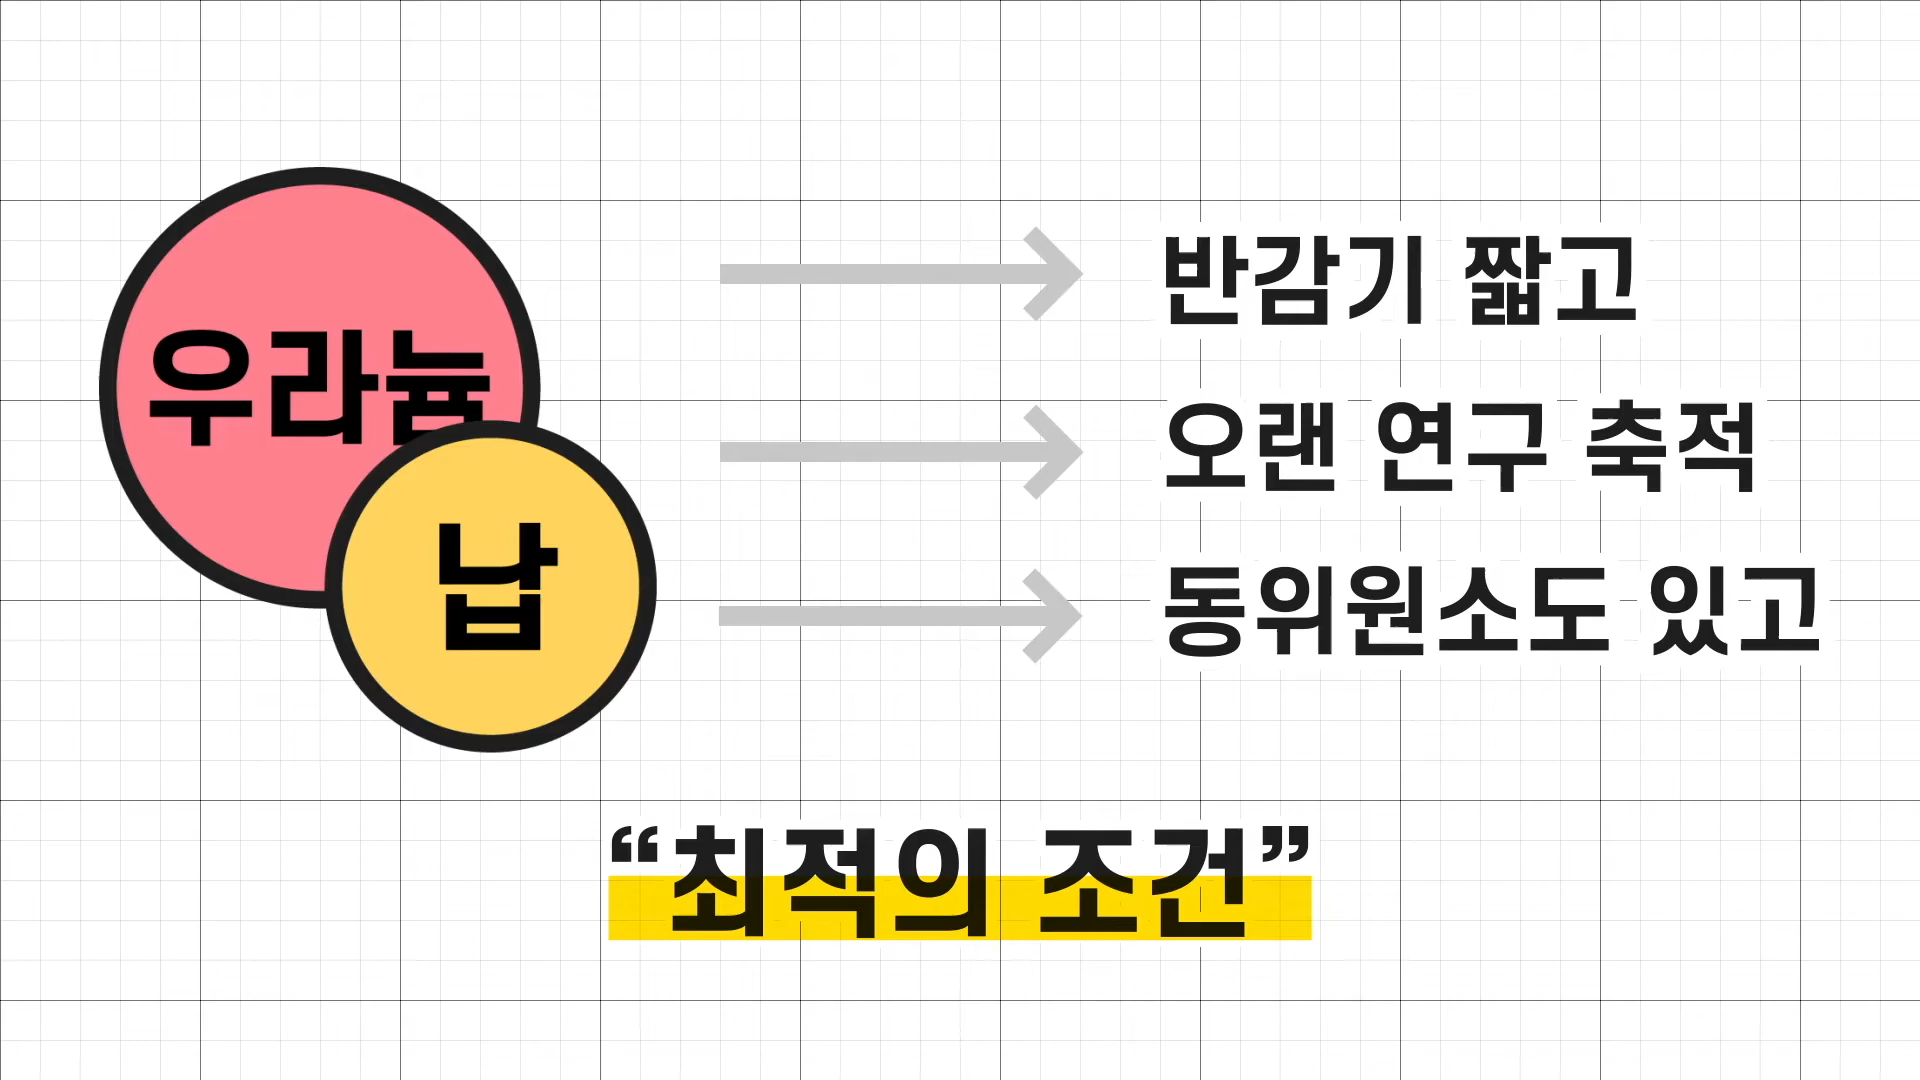 우라늄
납
반감기 짧고
오랜 연구 축적
동위원소도 있고
“최적의 조건”